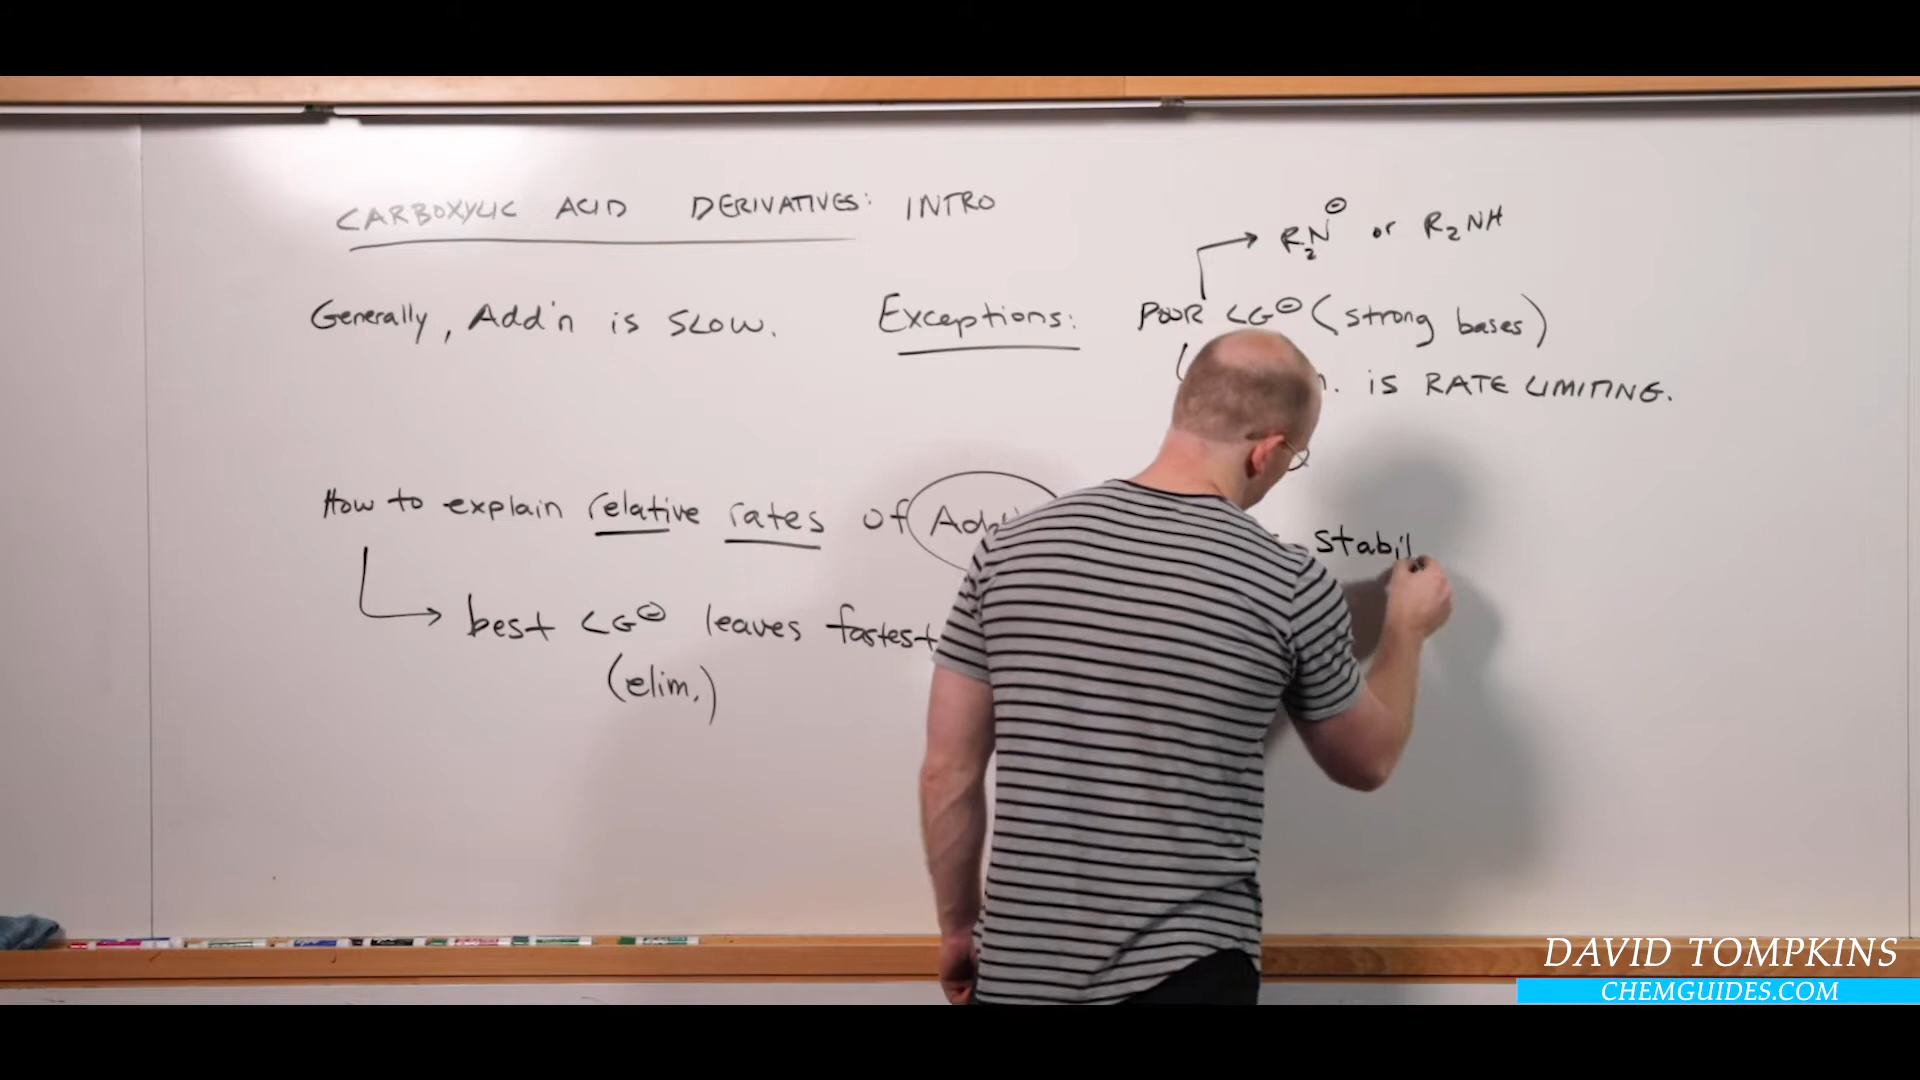 CARBOXYLIC ACID DERIVATIVES: INTRO
R₂N⊖ or R₂NH
Generally, Add'n is SLOW.
Exceptions:
POOR LG⊖ (strong bases)
is RATE LIMITING.
How to explain relative rates of
stabil
best LG⊖ leaves fastest
(elim.)
DAVID TOMPKINS
CHEMGUIDES.COM